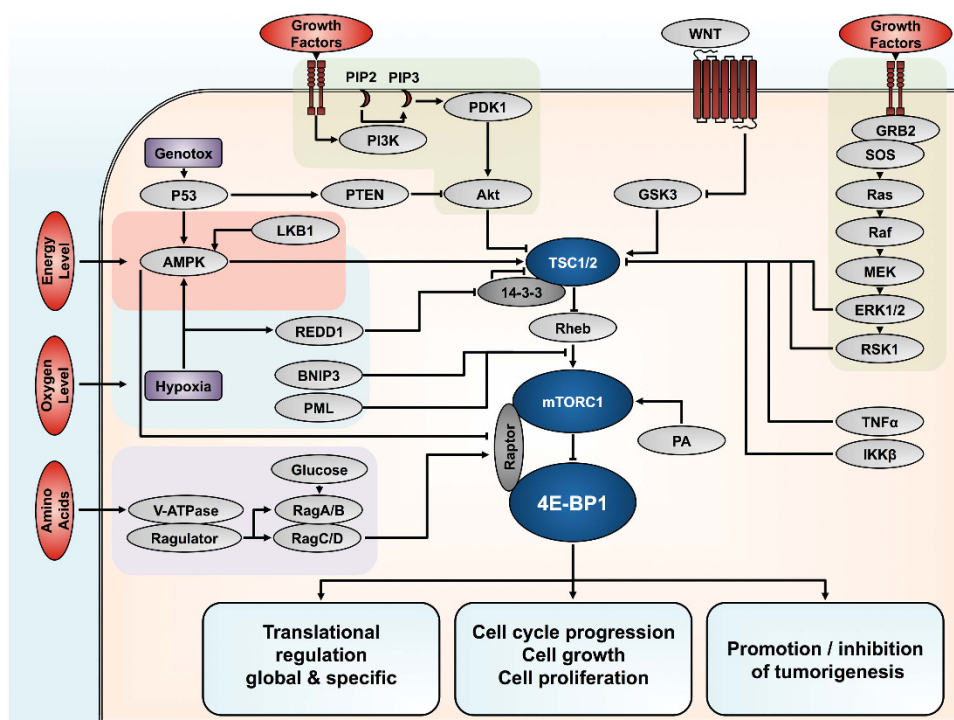 Growth
Factors
WNT
Growth
Factors
PIP2
PIP3
PDK1
PI3K
GRB2
SOS
Genotox
P53
PTEN
Akt
GSK3
Ras
Raf
LKB1
Energy
Level
AMPK
TSC1/2
MEK
14-3-3
ERK1/2
REDD1
Rheb
RSK1
Oxygen
Level
Hypoxia
BNIP3
PML
mTORC1
TNFα
PA
IKKβ
Raptor
Glucose
Amino
Acids
V-ATPase
RagA/B
4E-BP1
Ragulator
RagC/D
Translational
regulation
global & specific
Cell cycle progression
Cell growth
Cell proliferation
Promotion / inhibition
of tumorigenesis